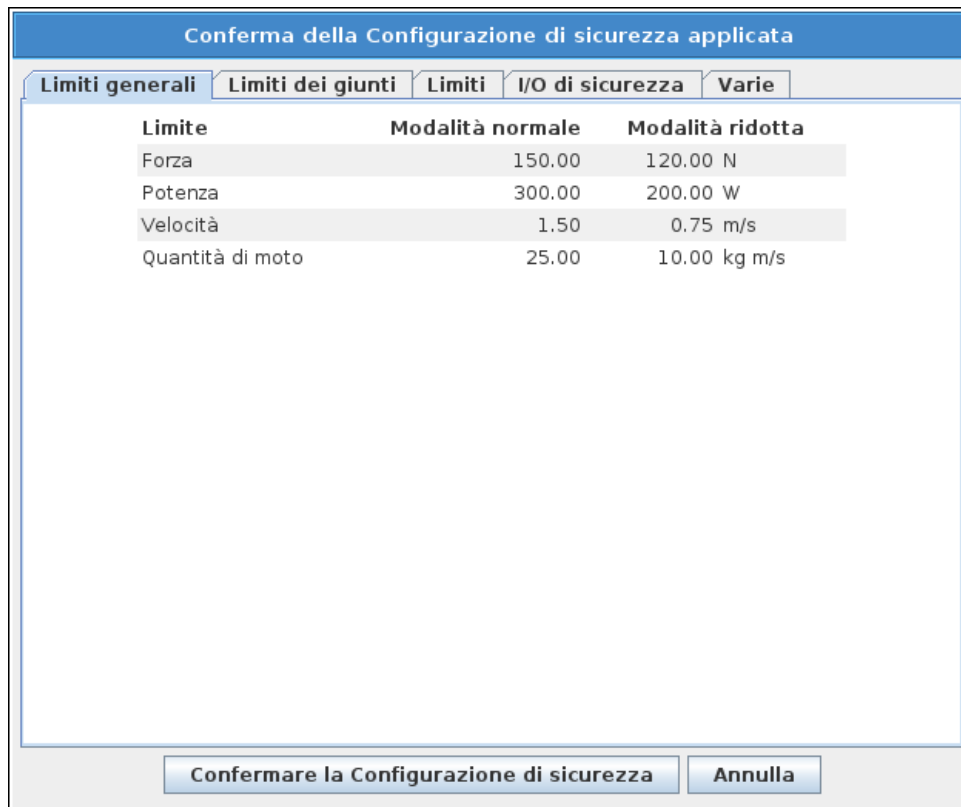 Conferma della Configurazione di sicurezza applicata
Limiti generali Limiti dei giunti Limiti I/O di sicurezza Varie
Limite Modalità normale Modalità ridotta
Forza 150.00 120.00 N
Potenza 300.00 200.00 W
Velocità 1.50 0.75 m/s
Quantità di moto 25.00 10.00 kg m/s
Confermare la Configurazione di sicurezza Annulla